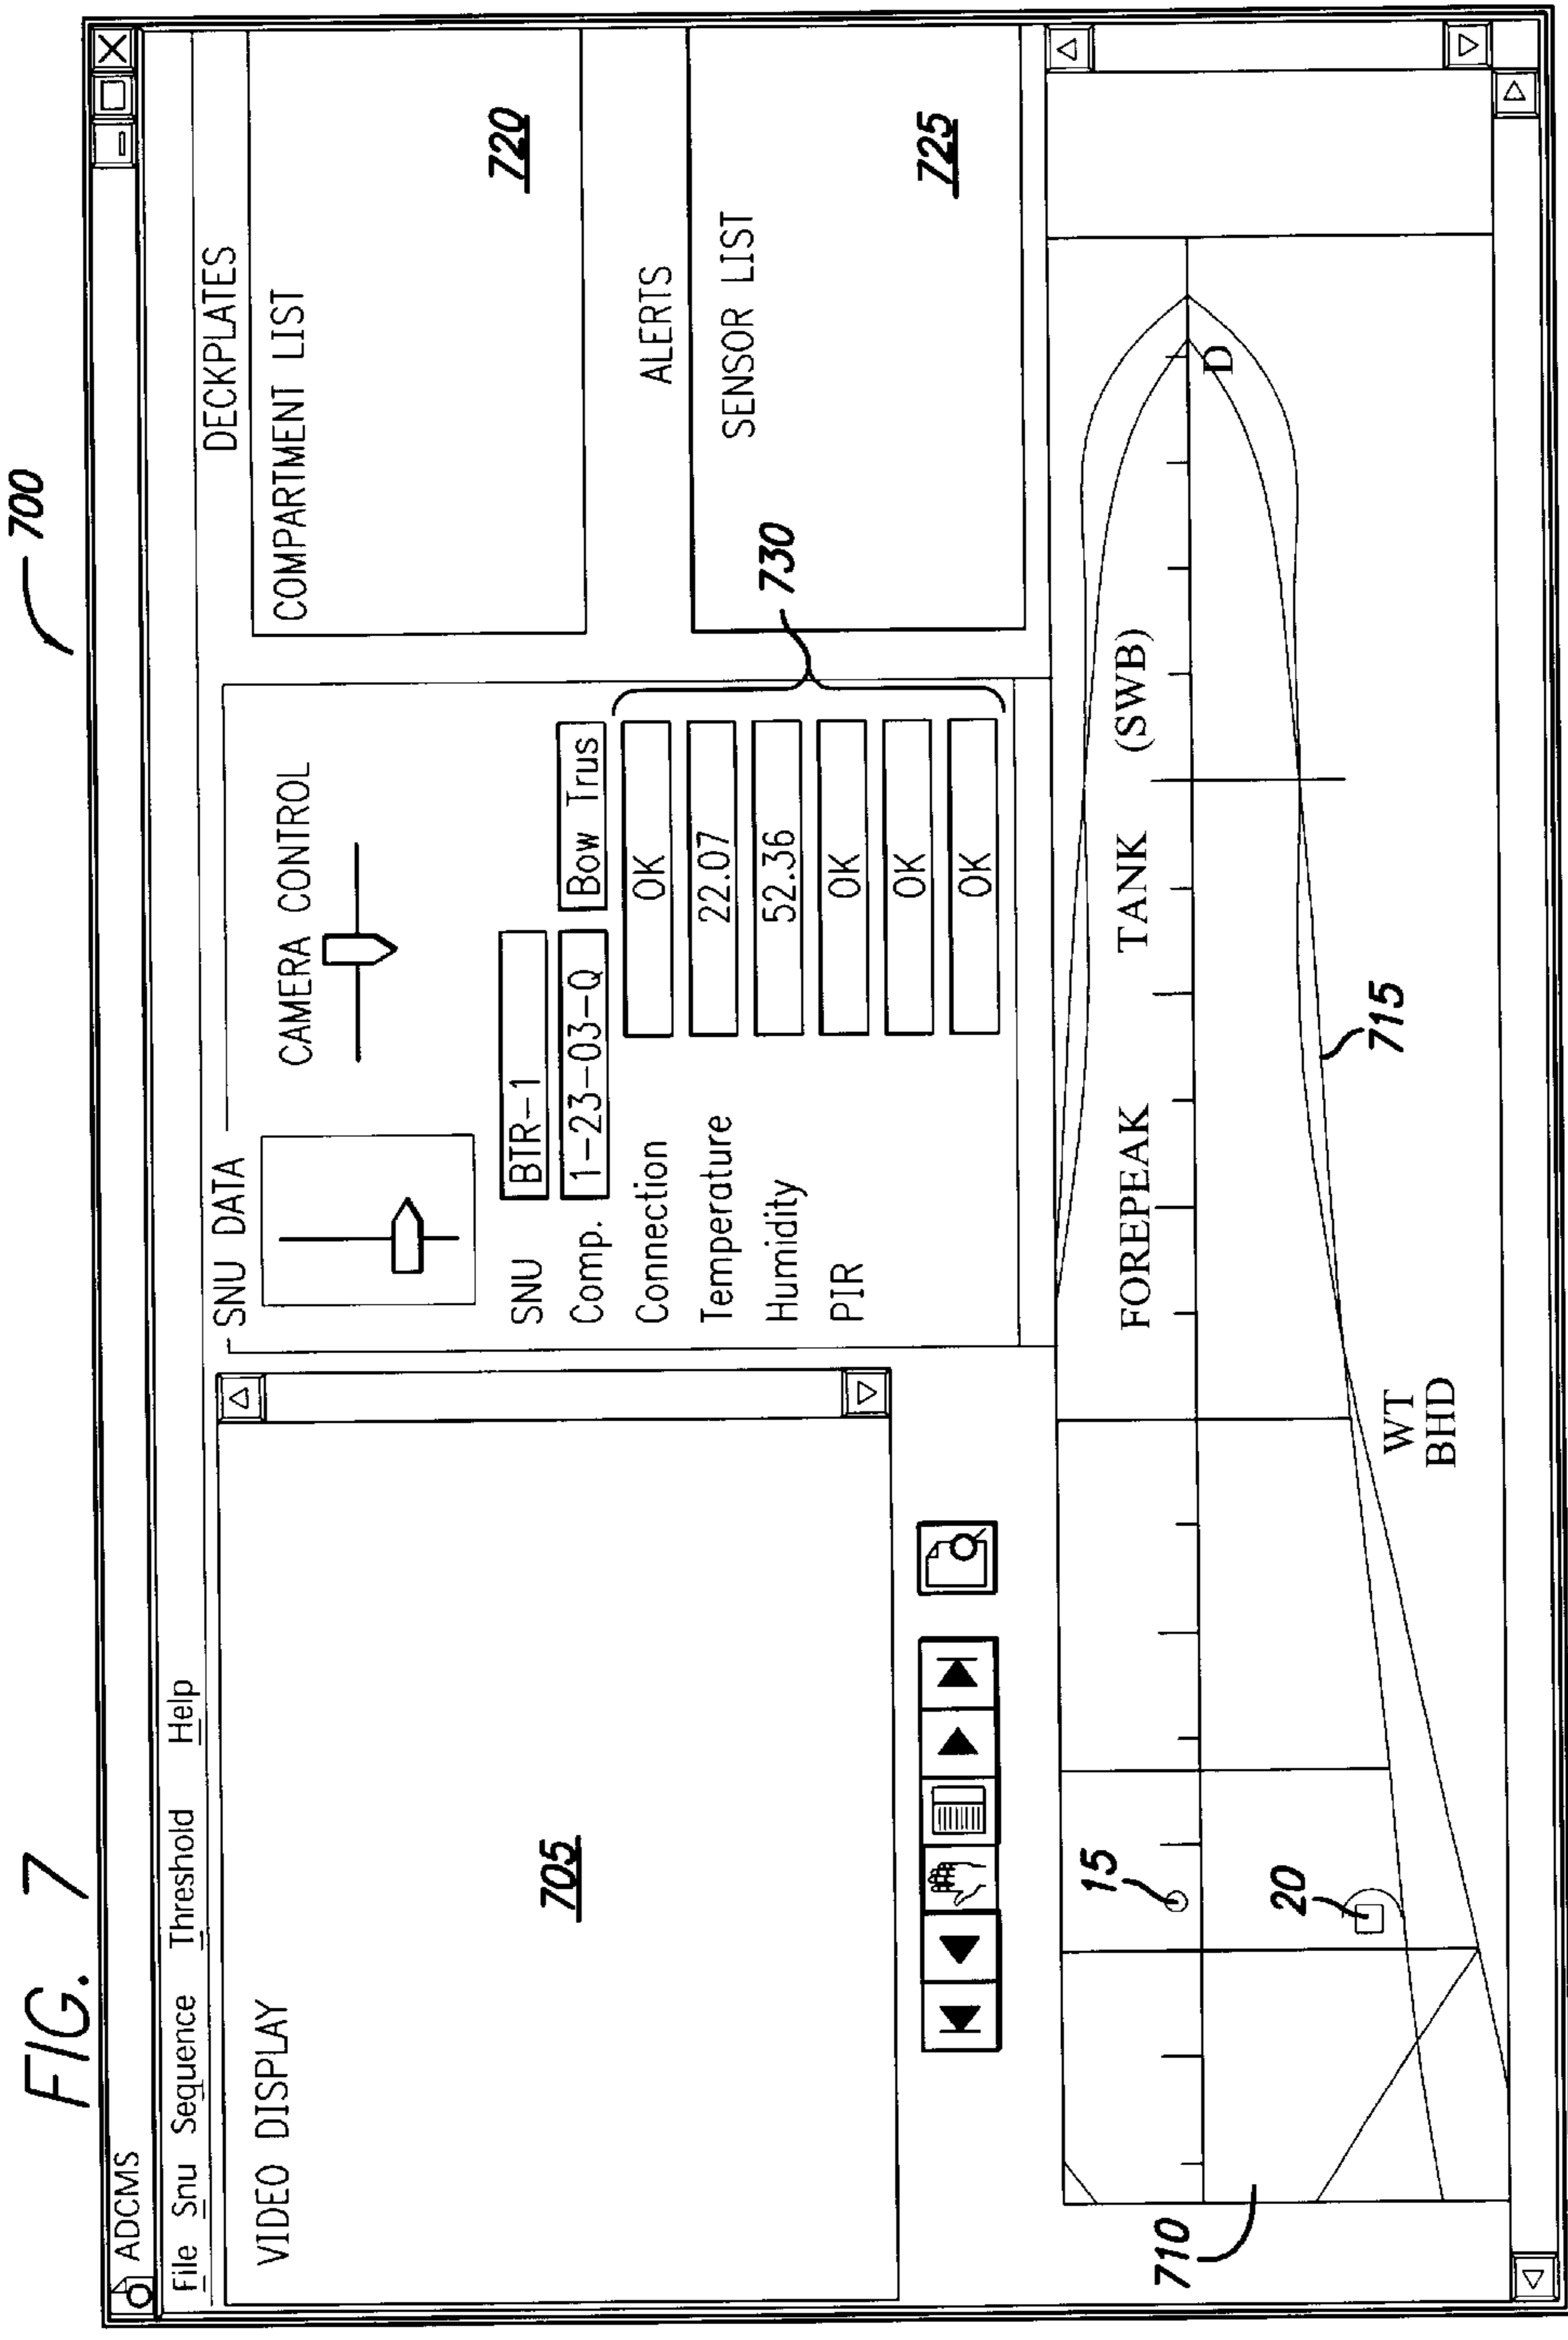 FIG. 7
700
ADCMS
File Snu Sequence Threshold Help
VIDEO DISPLAY
705
SNU DATA
CAMERA CONTROL
SNU BTR-1
Comp. 1-23-03-Q Bow Trus
Connection OK
Temperature 22.07
Humidity 52.36
PIR OK
OK
OK
730
DECKPLATES
COMPARTMENT LIST
720
ALERTS
SENSOR LIST
725
FOREPEAK TANK (SWB)
D
15
20
710
WT
BHD
715